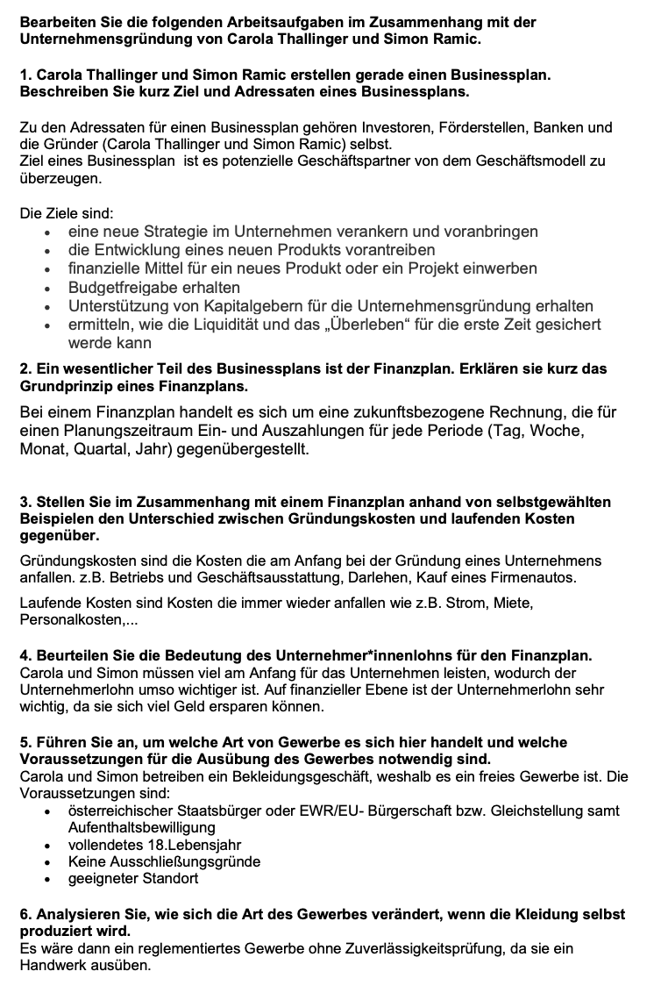 Bearbeiten Sie die folgenden Arbeitsaufgaben im Zusammenhang mit der
Unternehmensgründung von Carola Thallinger und Simon Ramic.
1. Carola Thallinger und Simon Ramic erstellen gerade einen Businessplan.
Beschreiben Sie kurz Ziel und Adressaten eines Businessplans.
Zu den Adressaten für einen Businessplan gehören Investoren, Förderstellen, Banken und
die Gründer (Carola Thallinger und Simon Ramic) selbst.
Ziel eines Businessplan  ist es potenzielle Geschäftspartner von dem Geschäftsmodell zu
überzeugen.
Die Ziele sind:
• eine neue Strategie im Unternehmen verankern und voranbringen
• die Entwicklung eines neuen Produkts vorantreiben
• finanzielle Mittel für ein neues Produkt oder ein Projekt einwerben
• Budgetfreigabe erhalten
• Unterstützung von Kapitalgebern für die Unternehmensgründung erhalten
• ermitteln, wie die Liquidität und das „Überleben“ für die erste Zeit gesichert
werde kann
2. Ein wesentlicher Teil des Businessplans ist der Finanzplan. Erklären sie kurz das
Grundprinzip eines Finanzplans.
Bei einem Finanzplan handelt es sich um eine zukunftsbezogene Rechnung, die für
einen Planungszeitraum Ein- und Auszahlungen für jede Periode (Tag, Woche,
Monat, Quartal, Jahr) gegenübergestellt.
3. Stellen Sie im Zusammenhang mit einem Finanzplan anhand von selbstgewählten
Beispielen den Unterschied zwischen Gründungskosten und laufenden Kosten
gegenüber.
Gründungskosten sind die Kosten die am Anfang bei der Gründung eines Unternehmens
anfallen. z.B. Betriebs und Geschäftsausstattung, Darlehen, Kauf eines Firmenautos.
Laufende Kosten sind Kosten die immer wieder anfallen wie z.B. Strom, Miete,
Personalkosten,...
4. Beurteilen Sie die Bedeutung des Unternehmer*innenlohns für den Finanzplan.
Carola und Simon müssen viel am Anfang für das Unternehmen leisten, wodurch der
Unternehmerlohn umso wichtiger ist. Auf finanzieller Ebene ist der Unternehmerlohn sehr
wichtig, da sie sich viel Geld ersparen können.
5. Führen Sie an, um welche Art von Gewerbe es sich hier handelt und welche
Voraussetzungen für die Ausübung des Gewerbes notwendig sind.
Carola und Simon betreiben ein Bekleidungsgeschäft, weshalb es ein freies Gewerbe ist. Die
Voraussetzungen sind:
• österreichischer Staatsbürger oder EWR/EU- Bürgerschaft bzw. Gleichstellung samt
Aufenthaltsbewilligung
• vollendetes 18.Lebensjahr
• Keine Ausschließungsgründe
• geeigneter Standort
6. Analysieren Sie, wie sich die Art des Gewerbes verändert, wenn die Kleidung selbst
produziert wird.
Es wäre dann ein reglementiertes Gewerbe ohne Zuverlässigkeitsprüfung, da sie ein
Handwerk ausüben.